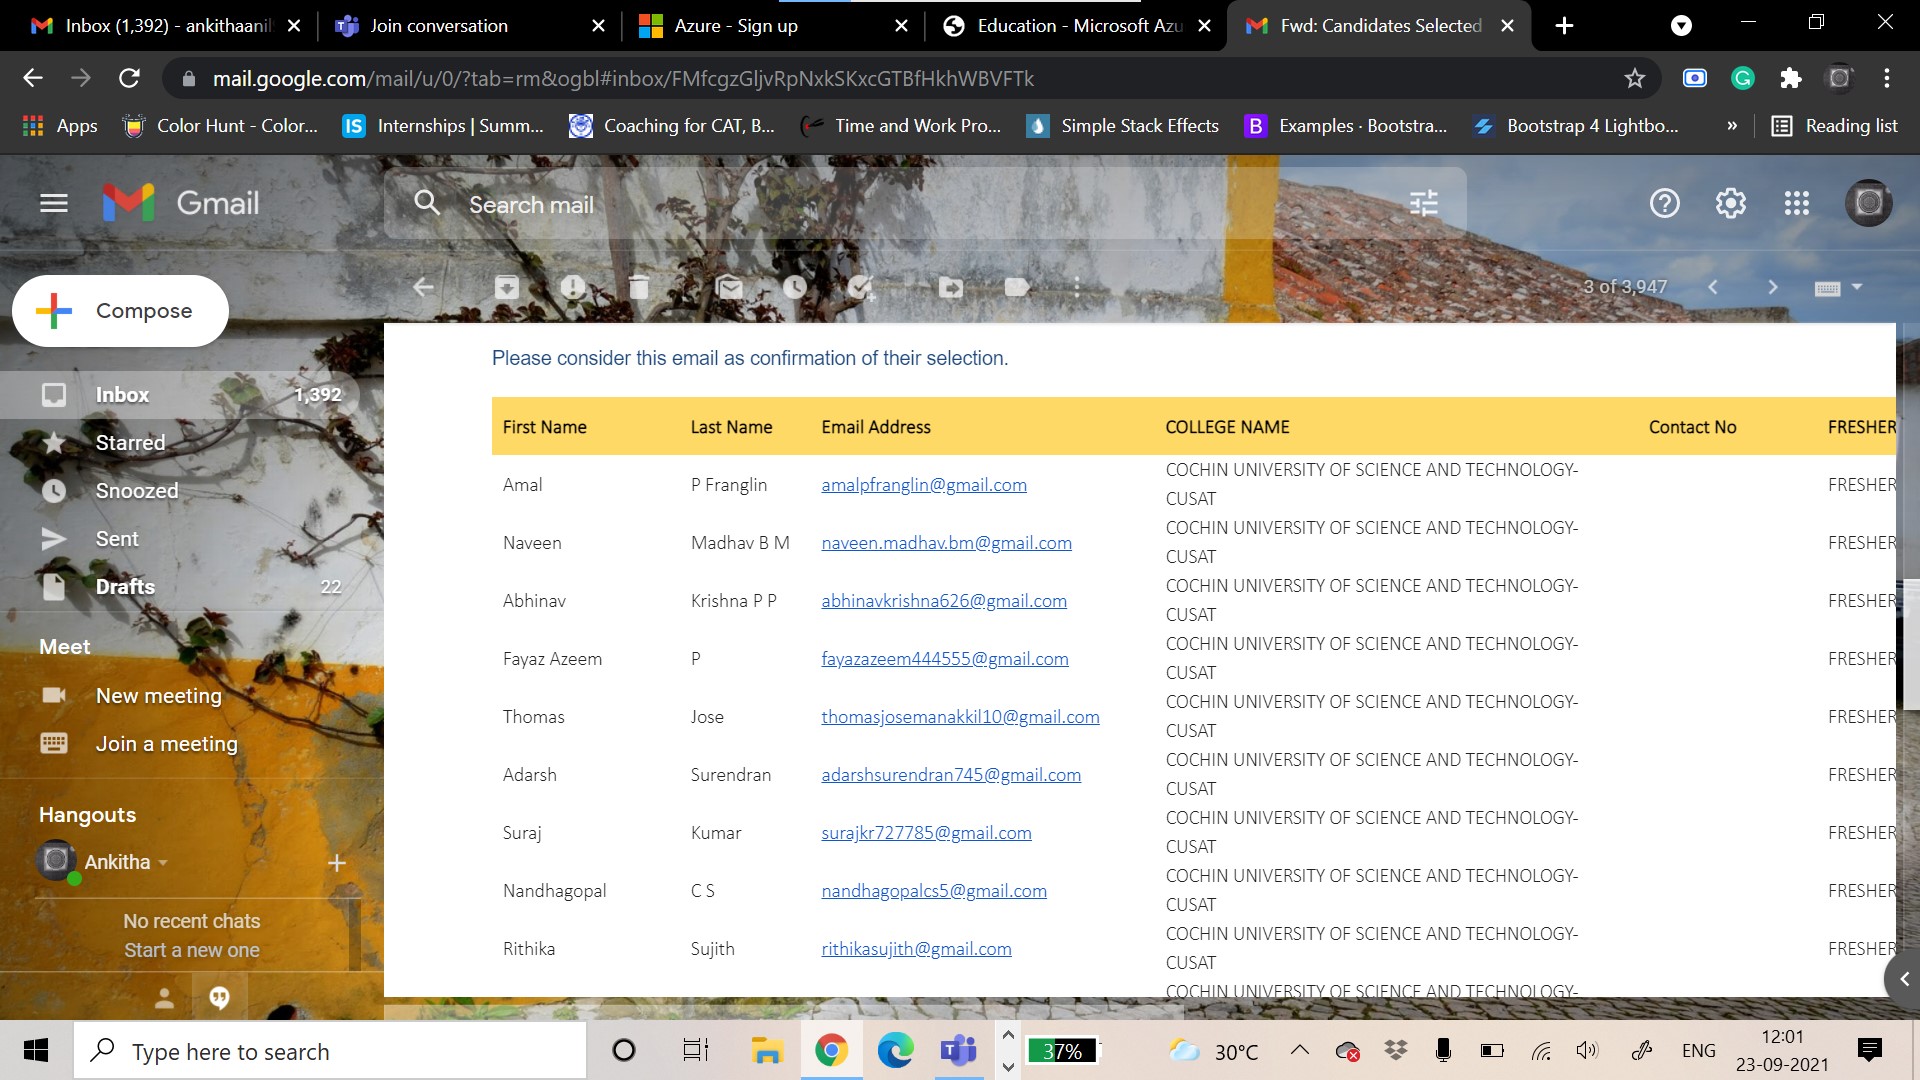 Inbox (1,392) - ankithaanil
Join conversation
Azure - Sign up
Education - Microsoft Azu
Fwd: Candidates Selected
mail.google.com/mail/u/0/?tab=rm&ogbl#inbox/FMfcgzGljvRpNxkSKxcGTBfHkhWBVFTk
Apps
Color Hunt - Color...
IS Internships | Summ...
Coaching for CAT, B...
Time and Work Pro...
Simple Stack Effects
B Examples · Bootstra...
Bootstrap 4 Lightbo...
»
Reading list
Gmail
Search mail
Compose
3 of 3,947
Inbox 1,392
Starred
Snoozed
Sent
Drafts 22
Meet
New meeting
Join a meeting
Hangouts
Ankitha
No recent chats
Start a new one
Please consider this email as confirmation of their selection.
First Name Last Name Email Address COLLEGE NAME Contact No FRESHER
Amal P Franglin amalpfranglin@gmail.com COCHIN UNIVERSITY OF SCIENCE AND TECHNOLOGY-
CUSAT FRESHER
Naveen Madhav B M naveen.madhav.bm@gmail.com COCHIN UNIVERSITY OF SCIENCE AND TECHNOLOGY-
CUSAT FRESHER
Abhinav Krishna P P abhinavkrishna626@gmail.com COCHIN UNIVERSITY OF SCIENCE AND TECHNOLOGY-
CUSAT FRESHER
Fayaz Azeem P fayazazeem444555@gmail.com COCHIN UNIVERSITY OF SCIENCE AND TECHNOLOGY-
CUSAT FRESHER
Thomas Jose thomasjosemanakkil10@gmail.com COCHIN UNIVERSITY OF SCIENCE AND TECHNOLOGY-
CUSAT FRESHER
Adarsh Surendran adarshsurendran745@gmail.com COCHIN UNIVERSITY OF SCIENCE AND TECHNOLOGY-
CUSAT FRESHER
Suraj Kumar surajkr727785@gmail.com COCHIN UNIVERSITY OF SCIENCE AND TECHNOLOGY-
CUSAT FRESHER
Nandhagopal C S nandhagopalcs5@gmail.com COCHIN UNIVERSITY OF SCIENCE AND TECHNOLOGY-
CUSAT FRESHER
Rithika Sujith rithikasujith@gmail.com COCHIN UNIVERSITY OF SCIENCE AND TECHNOLOGY-
CUSAT FRESHER
COCHIN UNIVERSITY OF SCIENCE AND TECHNOLOGY-
Type here to search
37%
30°C
ENG
12:01
23-09-2021